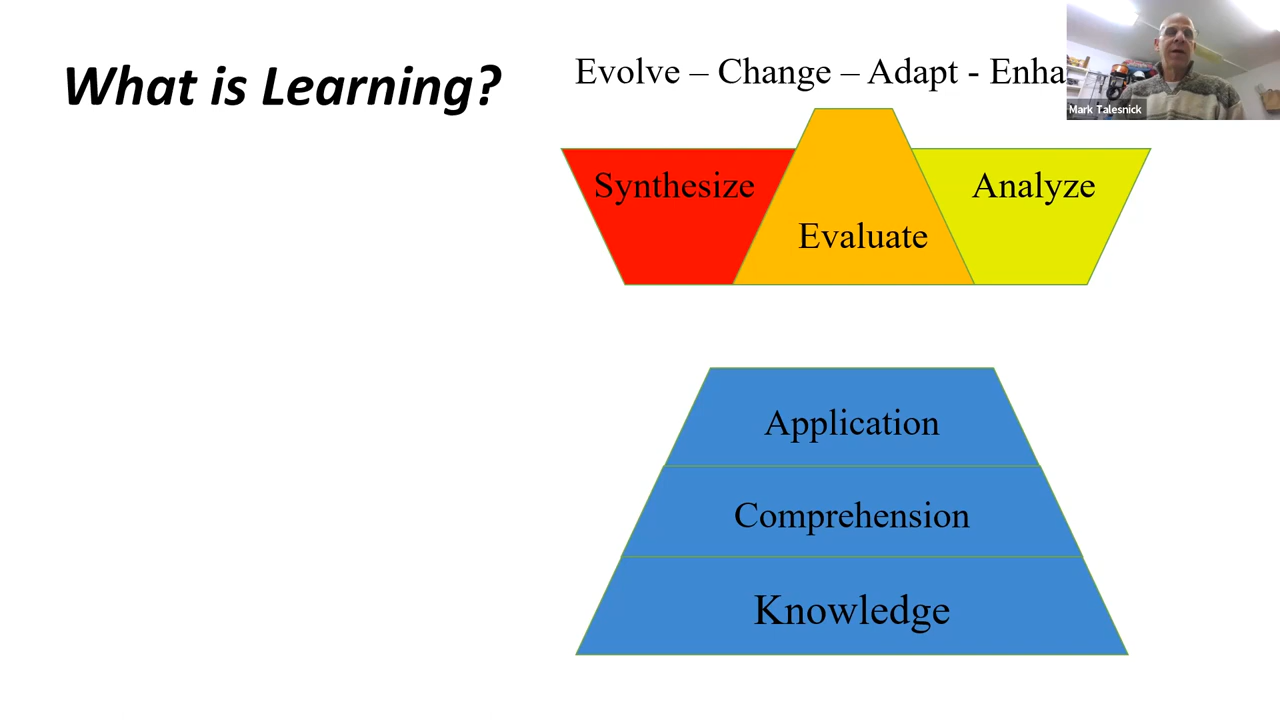 What is Learning?
Evolve – Change – Adapt - Enha
Mark Talesnick
Synthesize
Analyze
Evaluate
Application
Comprehension
Knowledge